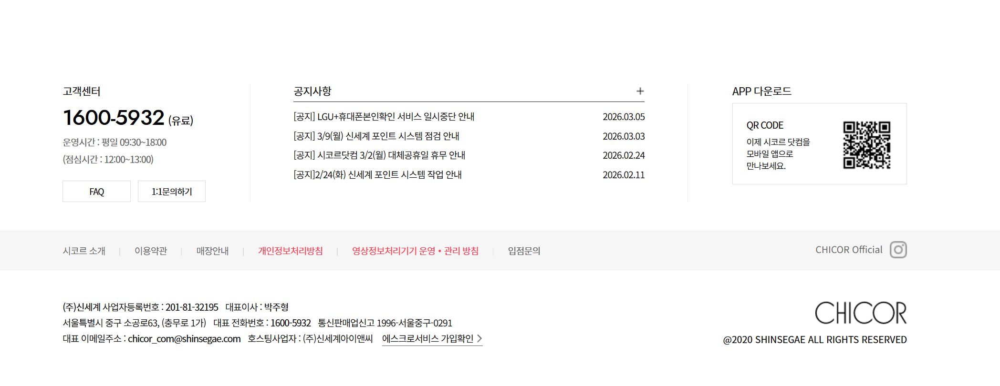 고객센터
1600-5932 (유료)
운영시간 : 평일 09:30~18:00
(점심시간 : 12:00~13:00)
FAQ
1:1문의하기
공지사항
[공지] LGU+휴대폰본인확인 서비스 일시중단 안내 2026.03.05
[공지] 3/9(월) 신세계 포인트 시스템 점검 안내 2026.03.03
[공지] 시코르닷컴 3/2(월) 대체공휴일 휴무 안내 2026.02.24
[공지]2/24(화) 신세계 포인트 시스템 작업 안내 2026.02.11
APP 다운로드
QR CODE
이제 시코르 닷컴을
모바일 앱으로
만나보세요.
시코르 소개 이용약관 매장안내 개인정보처리방침 영상정보처리기기 운영 • 관리 방침 입점문의
CHICOR Official
(주)신세계 사업자등록번호 : 201-81-32195 대표이사 : 박주형
서울특별시 중구 소공로63, (충무로 1가) 대표 전화번호 : 1600-5932 통신판매업신고 1996-서울중구-0291
대표 이메일주소 : chicor_com@shinsegae.com 호스팅사업자 : (주)신세계아이앤씨 에스크로서비스 가입확인
CHICOR
@2020 SHINSEGAE ALL RIGHTS RESERVED